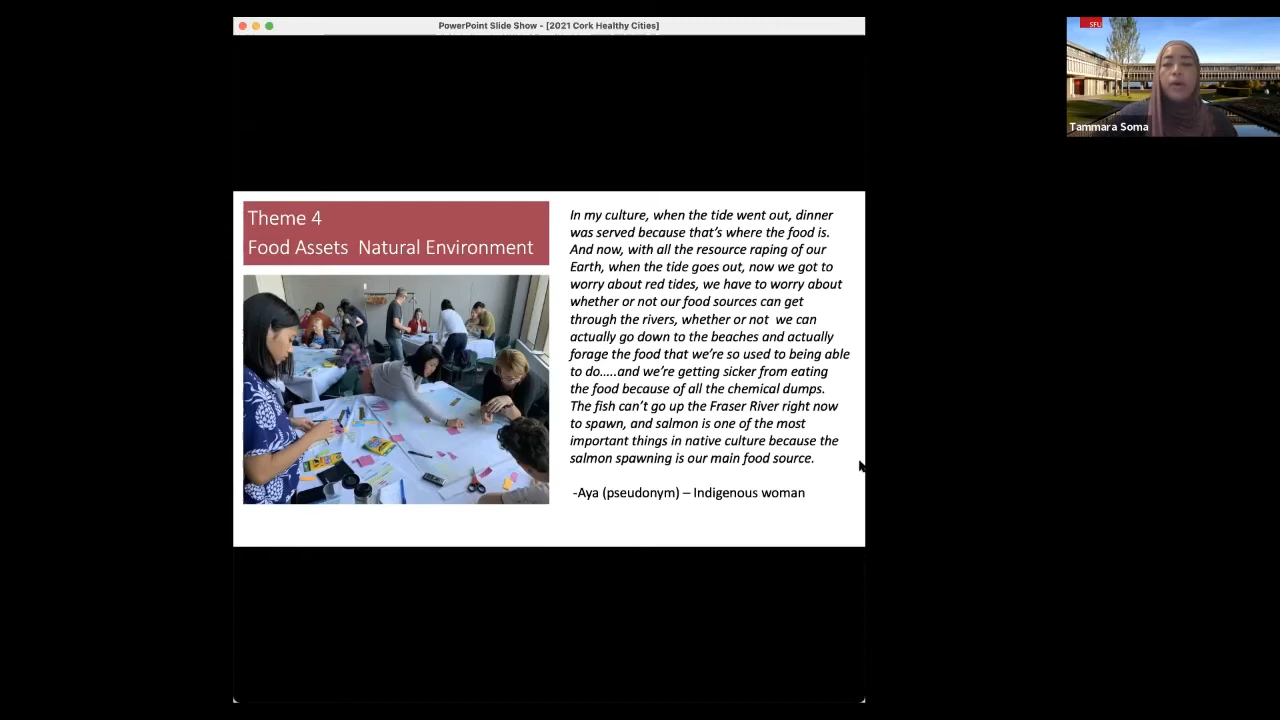 PowerPoint Slide Show - [2021 Cork Healthy Cities]
SFU
Tammara Soma
Theme 4
Food Assets  Natural Environment
In my culture, when the tide went out, dinner
was served because that's where the food is.
And now, with all the resource raping of our
Earth, when the tide goes out, now we got to
worry about red tides, we have to worry about
whether or not our food sources can get
through the rivers, whether or not  we can
actually go down to the beaches and actually
forage the food that we're so used to being able
to do.....and we're getting sicker from eating
the food because of all the chemical dumps.
The fish can't go up the Fraser River right now
to spawn, and salmon is one of the most
important things in native culture because the
salmon spawning is our main food source.
-Aya (pseudonym) – Indigenous woman